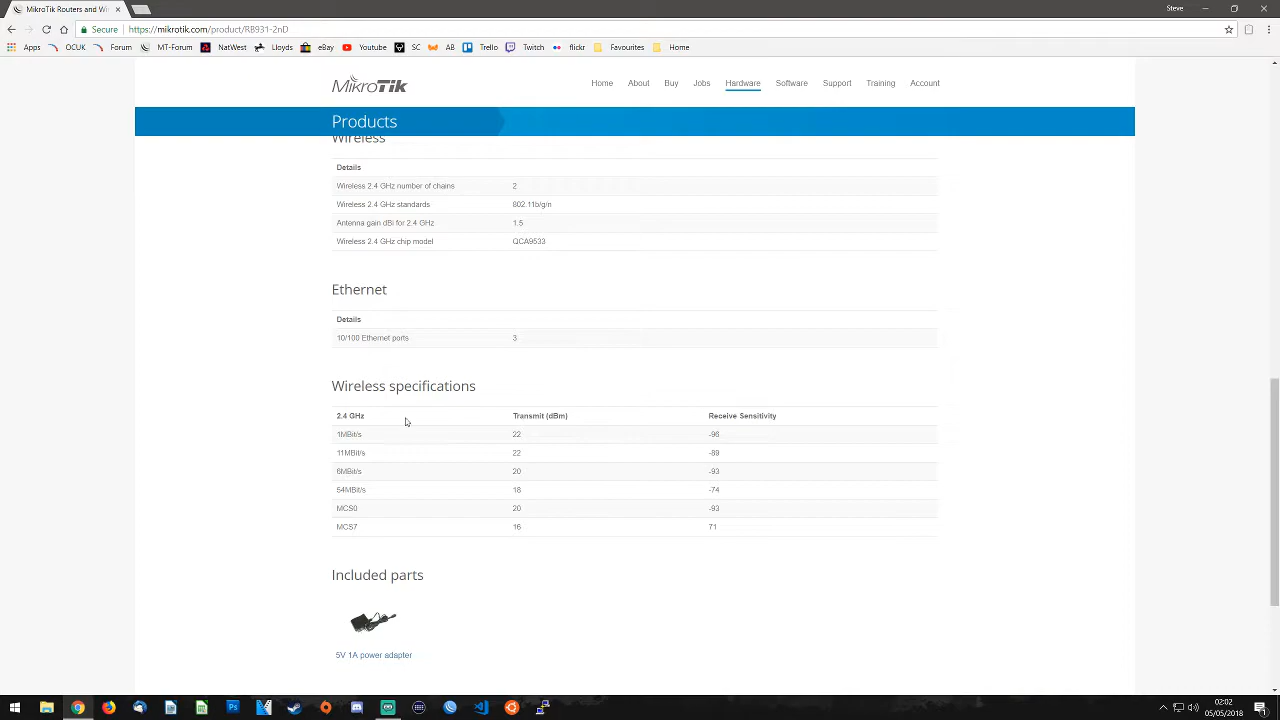 MikroTik Routers and Wir
Steve
Secure
https://mikrotik.com/product/RB931-2nD
Apps
OCUK
Forum
MT-Forum
NatWest
Lloyds
eBay
Youtube
SC
AB
Trello
Twitch
flickr
Favourites
Home
MikroTik
Home
About
Buy
Jobs
Hardware
Software
Support
Training
Account
Products
Wireless
Details
Wireless 2.4 GHz number of chains 2
Wireless 2.4 GHz standards 802.11b/g/n
Antenna gain dBi for 2.4 GHz 1.5
Wireless 2.4 GHz chip model QCA9533
Ethernet
Details
10/100 Ethernet ports 3
Wireless specifications
2.4 GHz Transmit (dBm) Receive Sensitivity
1MBit/s 22 -96
11MBit/s 22 -89
6MBit/s 20 -93
54MBit/s 18 -74
MCS0 20 -93
MCS7 16 71
Included parts
5V 1A power adapter
02:02
05/05/2018